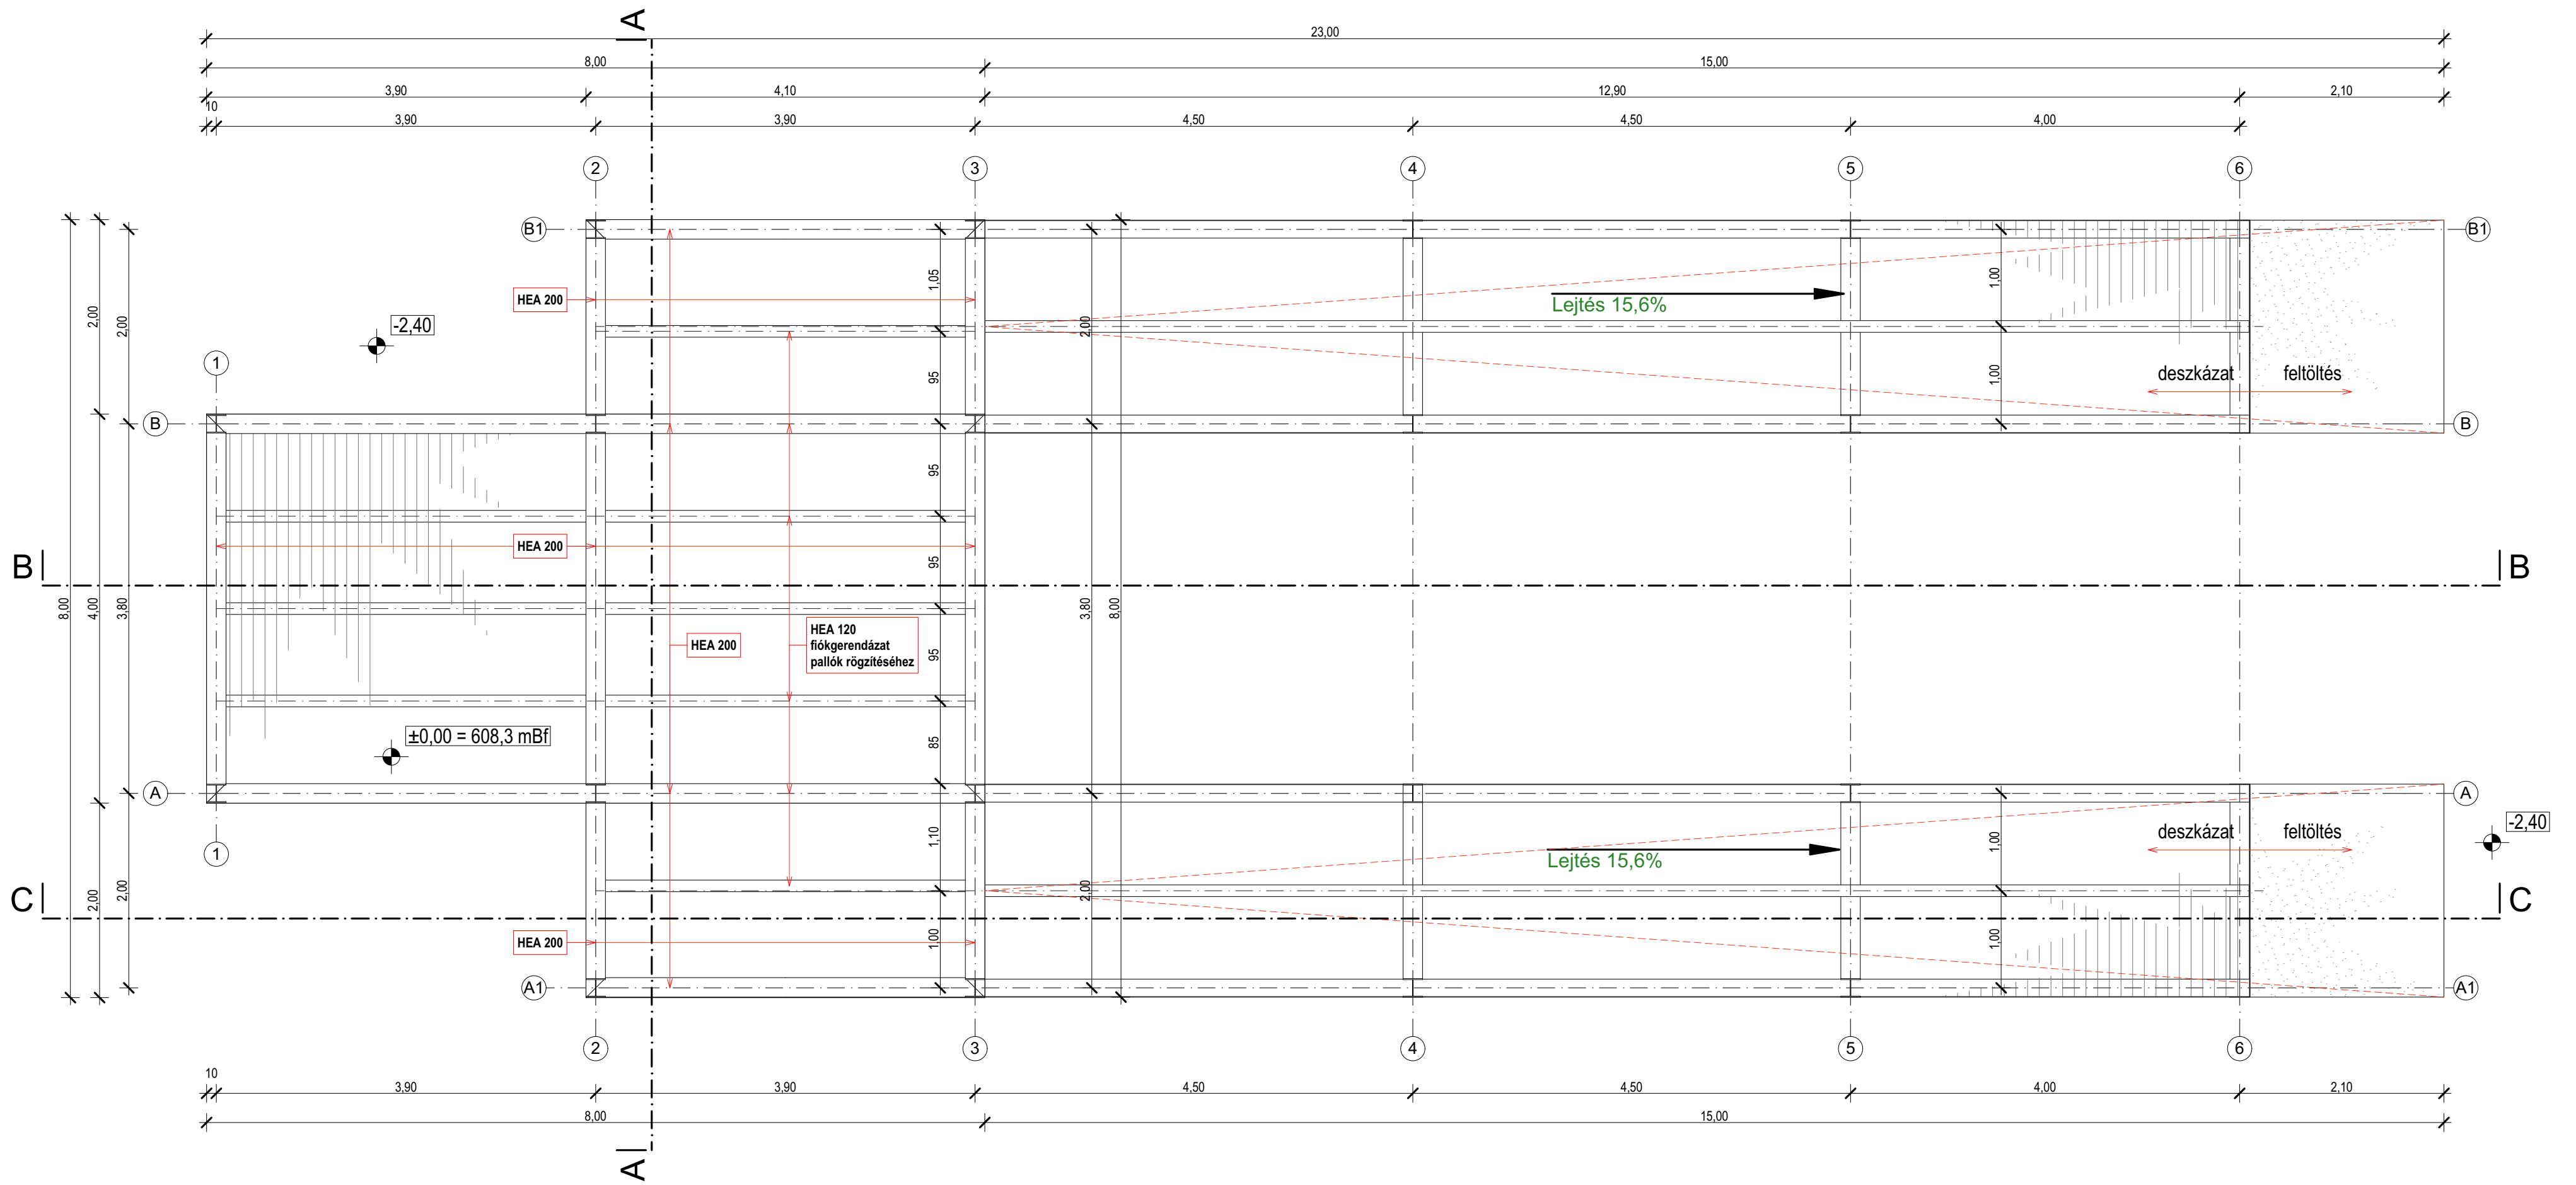 A
23,00
8,00
15,00
3,90
4,10
12,90
2,10
10
3,90
3,90
4,50
4,50
4,00
2
3
4
5
6
B1
B1
1,05
1,00
HEA 200
Lejtés 15,6%
2,00
2,00
2,00
-2,40
1
95
1,00
deszkázat
feltöltés
B
B
95
HEA 200
95
B
B
8,00
4,00
3,80
3,80
8,00
HEA 200
HEA 120
fiókgerendázat
pallók rögzítéséhez
95
±0,00 = 608,3 mBf
85
A
A
1
1,10
1,00
deszkázat
feltöltés
-2,40
Lejtés 15,6%
2,00
2,00
2,00
C
C
HEA 200
1,00
1,00
A1
A1
2
3
4
5
6
10
3,90
3,90
4,50
4,50
4,00
2,10
8,00
15,00
A